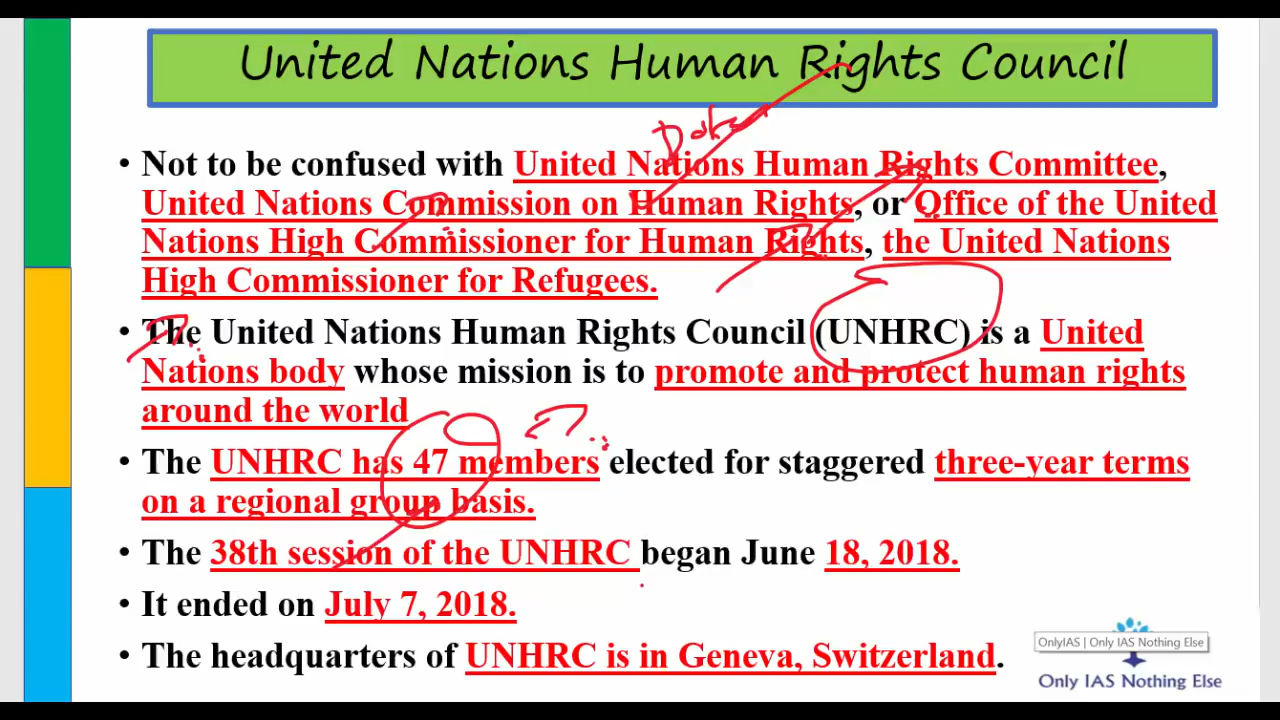 United Nations Human Rights Council
• Not to be confused with United Nations Human Rights Committee,
United Nations Commission on Human Rights, or Office of the United
Nations High Commissioner for Human Rights, the United Nations
High Commissioner for Refugees.
• The United Nations Human Rights Council (UNHRC) is a United
Nations body whose mission is to promote and protect human rights
around the world
• The UNHRC has 47 members elected for staggered three-year terms
on a regional group basis.
• The 38th session of the UNHRC began June 18, 2018.
• It ended on July 7, 2018.
• The headquarters of UNHRC is in Geneva, Switzerland.
OnlyIAS | Only IAS Nothing Else
Only IAS Nothing Else